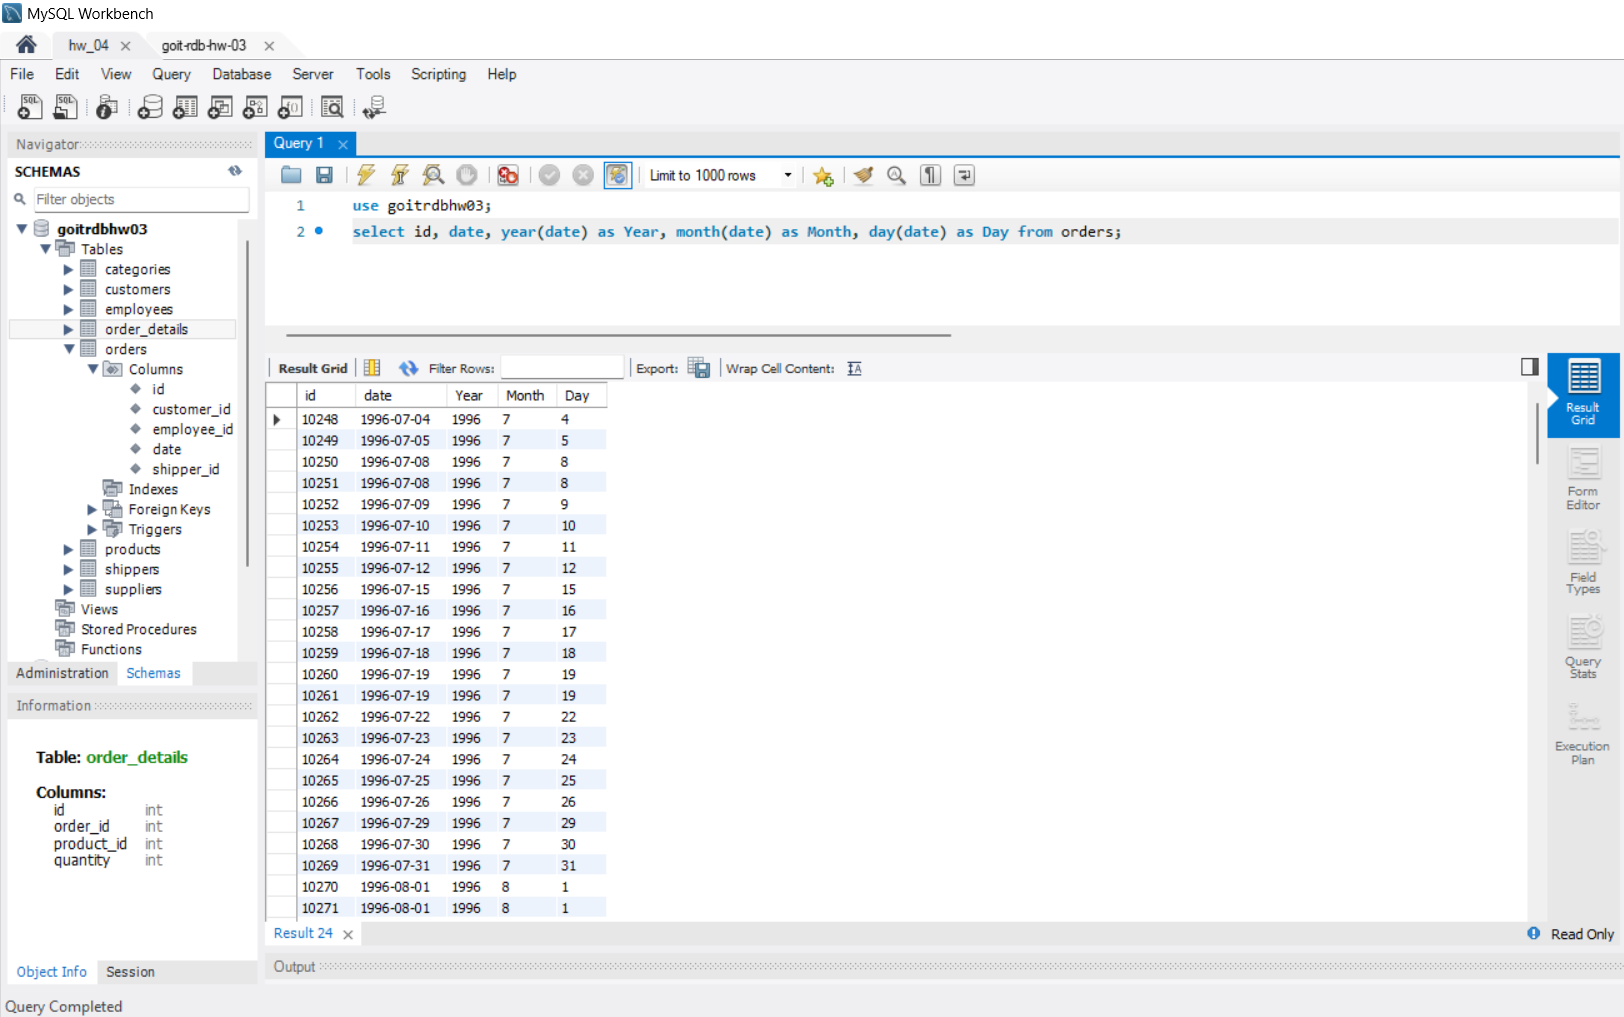 MySQL Workbench
hw_04
goit-rdb-hw-03
File Edit View Query Database Server Tools Scripting Help
Navigator
SCHEMAS
Filter objects
goitrdbhw03
Tables
categories
customers
employees
order_details
orders
Columns
id
customer_id
employee_id
date
shipper_id
Indexes
Foreign Keys
Triggers
products
shippers
suppliers
Views
Stored Procedures
Functions
Administration Schemas
Information
Table: order_details
Columns:
id int
order_id int
product_id int
quantity int
Object Info Session
Query Completed
Query 1
Limit to 1000 rows
1 use goitrdbhw03;
2 select id, date, year(date) as Year, month(date) as Month, day(date) as Day from orders;
Result Grid Filter Rows: Export: Wrap Cell Content:
id date Year Month Day
10248 1996-07-04 1996 7 4
10249 1996-07-05 1996 7 5
10250 1996-07-08 1996 7 8
10251 1996-07-08 1996 7 8
10252 1996-07-09 1996 7 9
10253 1996-07-10 1996 7 10
10254 1996-07-11 1996 7 11
10255 1996-07-12 1996 7 12
10256 1996-07-15 1996 7 15
10257 1996-07-16 1996 7 16
10258 1996-07-17 1996 7 17
10259 1996-07-18 1996 7 18
10260 1996-07-19 1996 7 19
10261 1996-07-19 1996 7 19
10262 1996-07-22 1996 7 22
10263 1996-07-23 1996 7 23
10264 1996-07-24 1996 7 24
10265 1996-07-25 1996 7 25
10266 1996-07-26 1996 7 26
10267 1996-07-29 1996 7 29
10268 1996-07-30 1996 7 30
10269 1996-07-31 1996 7 31
10270 1996-08-01 1996 8 1
10271 1996-08-01 1996 8 1
Result
Grid
Form
Editor
Field
Types
Query
Stats
Execution
Plan
Result 24
Read Only
Output